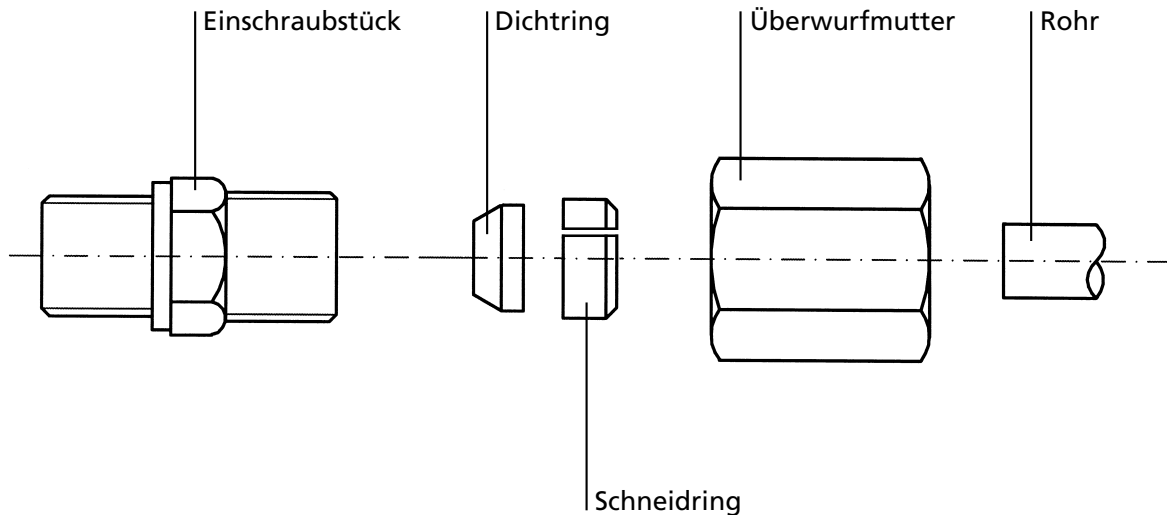 Einschraubstück
Dichtring
Überwurfmutter
Rohr
Schneidring